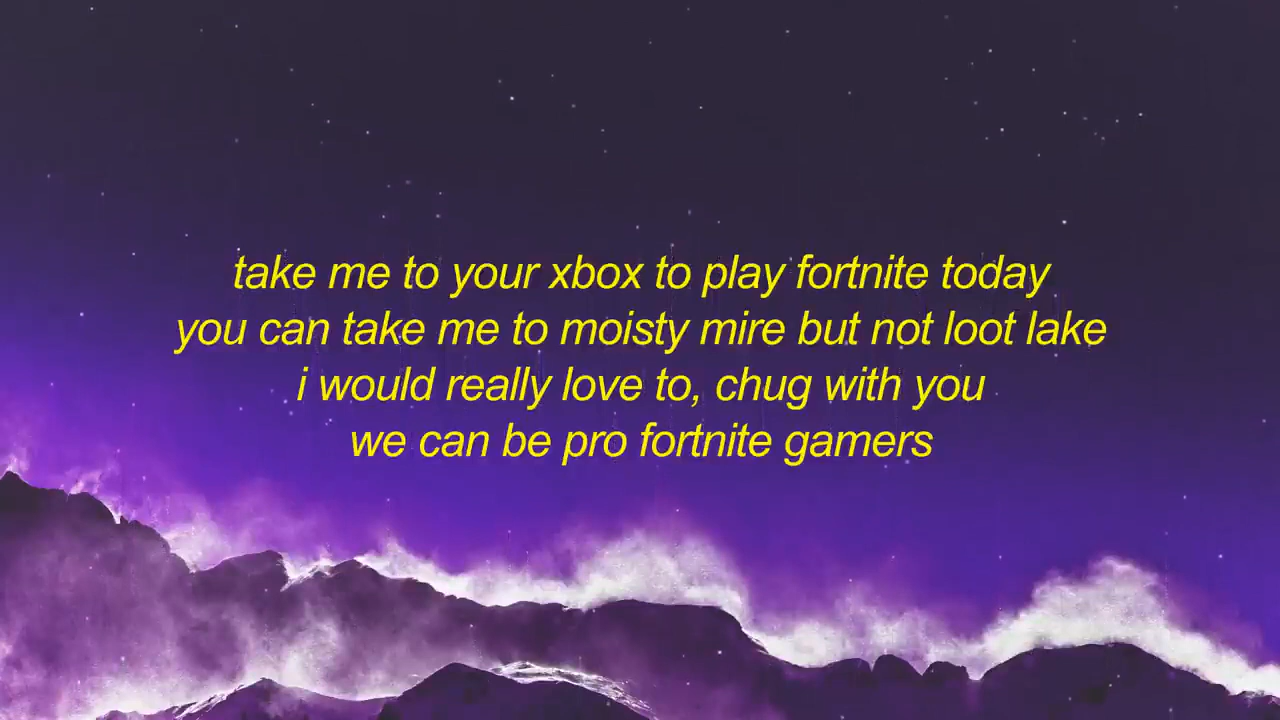 take me to your xbox to play fortnite today
you can take me to moisty mire but not loot lake
i would really love to, chug with you
we can be pro fortnite gamers